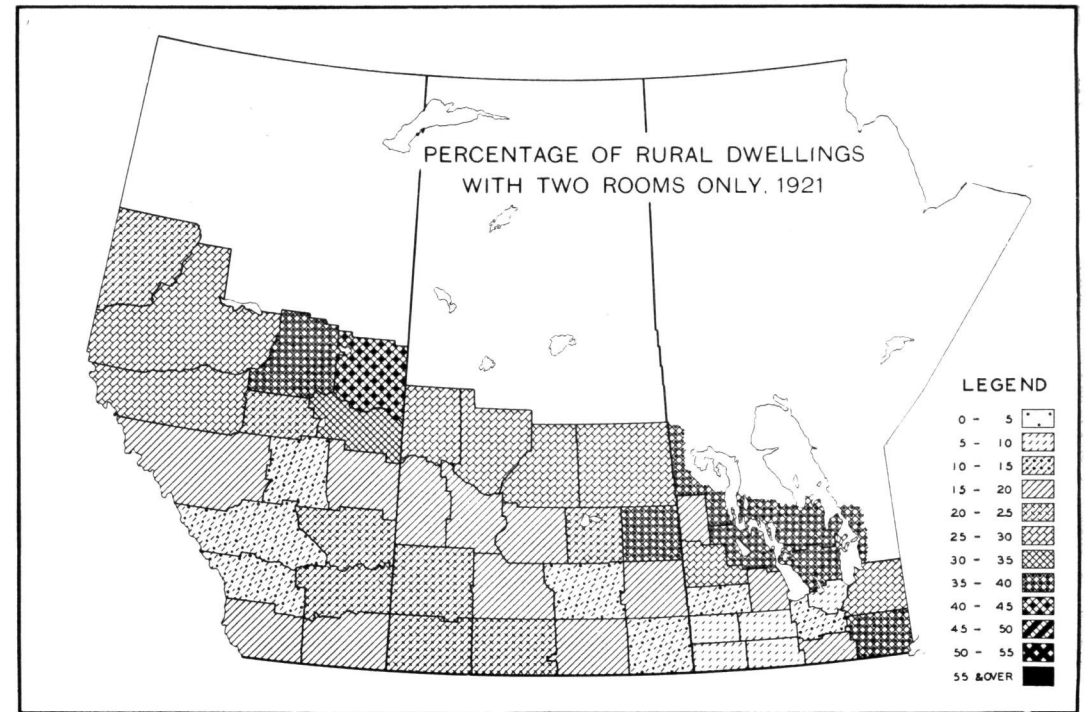 PERCENTAGE OF RURAL DWELLINGS
WITH TWO ROOMS ONLY, 1921
LEGEND
0 - 5
5 - 10
10 - 15
15 - 20
20 - 25
25 - 30
30 - 35
35 - 40
40 - 45
45 - 50
50 - 55
55 & OVER